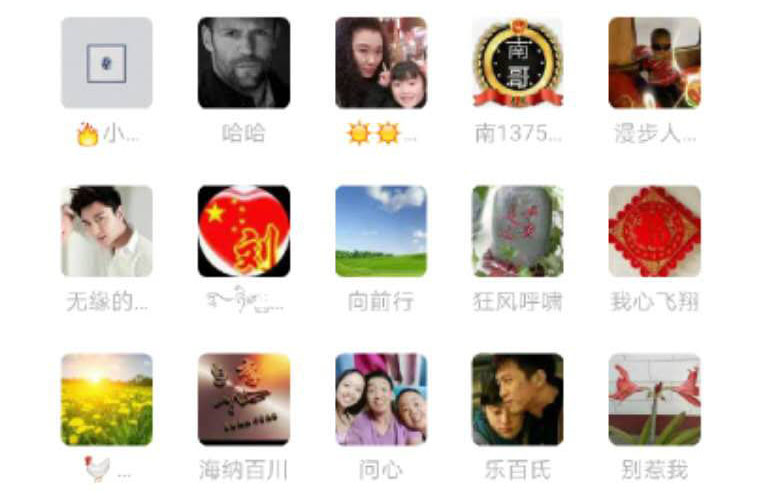 🔥小...
哈哈
☀☀...
南哥
南1375...
漫步人...
无缘的...
刘
向前行
狂风呼啸
我心飞翔
🐓...
海纳百川
问心
乐百氏
别惹我